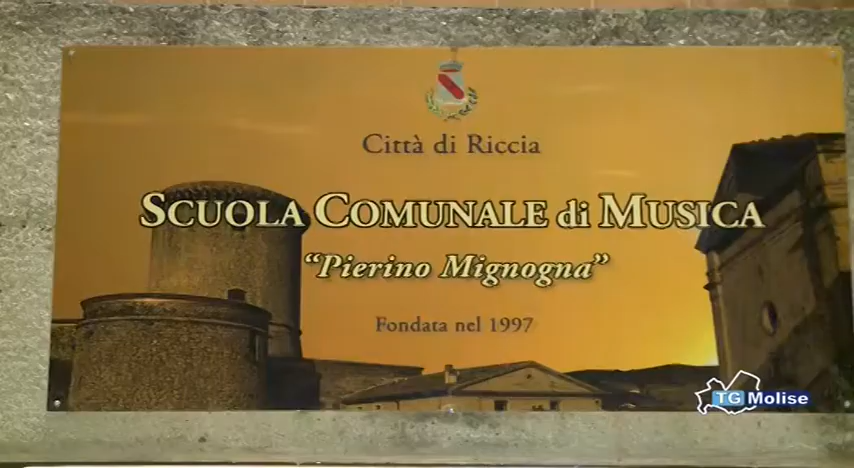 Città di Riccia
SCUOLA COMUNALE di MUSICA
“Pierino Mignogna”
Fondata nel 1997
TG Molise